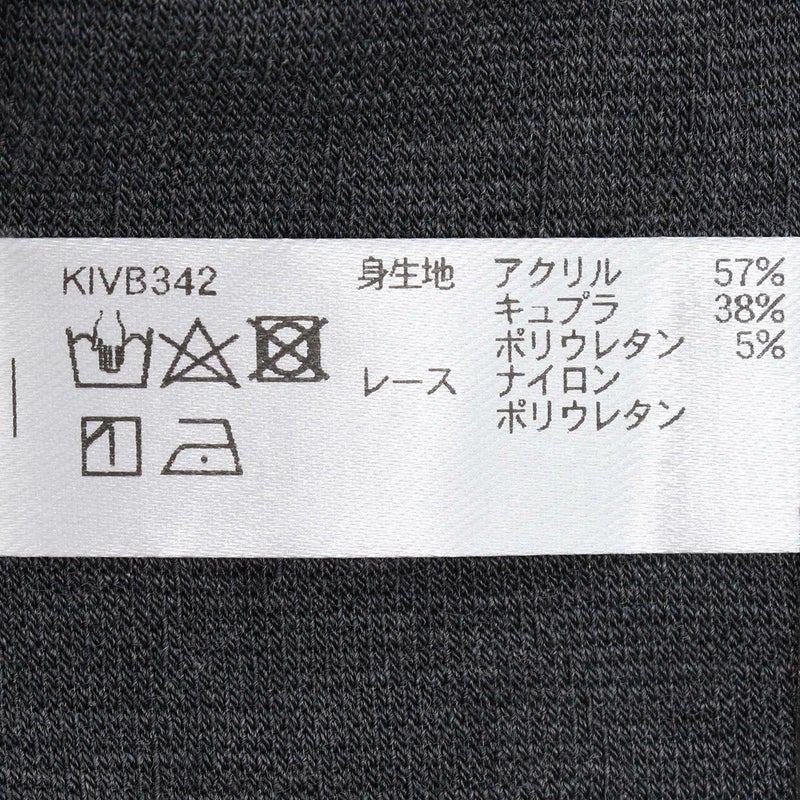 KIVB342
身生地 アクリル 57%
キュプラ 38%
ポリウレタン 5%
レース ナイロン
ポリウレタン